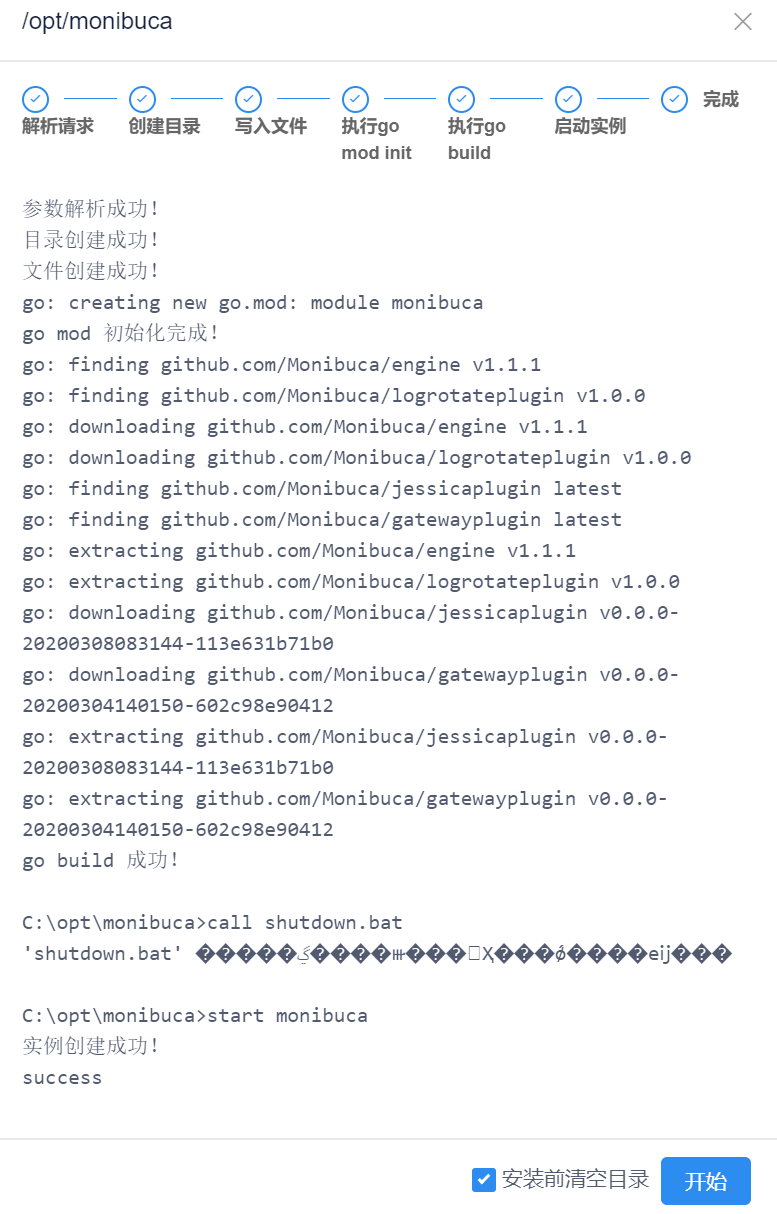 /opt/monibuca
解析请求
创建目录
写入文件
执行go
mod init
执行go
build
启动实例
完成
参数解析成功！
目录创建成功！
文件创建成功！
go: creating new go.mod: module monibuca
go mod 初始化完成！
go: finding github.com/Monibuca/engine v1.1.1
go: finding github.com/Monibuca/logrotateplugin v1.0.0
go: downloading github.com/Monibuca/engine v1.1.1
go: downloading github.com/Monibuca/logrotateplugin v1.0.0
go: finding github.com/Monibuca/jessicaplugin latest
go: finding github.com/Monibuca/gatewayplugin latest
go: extracting github.com/Monibuca/engine v1.1.1
go: extracting github.com/Monibuca/logrotateplugin v1.0.0
go: downloading github.com/Monibuca/jessicaplugin v0.0.0-
20200308083144-113e631b71b0
go: downloading github.com/Monibuca/gatewayplugin v0.0.0-
20200304140150-602c98e90412
go: extracting github.com/Monibuca/jessicaplugin v0.0.0-
20200308083144-113e631b71b0
go: extracting github.com/Monibuca/gatewayplugin v0.0.0-
20200304140150-602c98e90412
go build 成功！
C:\opt\monibuca>call shutdown.bat
'shutdown.bat'
C:\opt\monibuca>start monibuca
实例创建成功！
success
安装前清空目录
开始